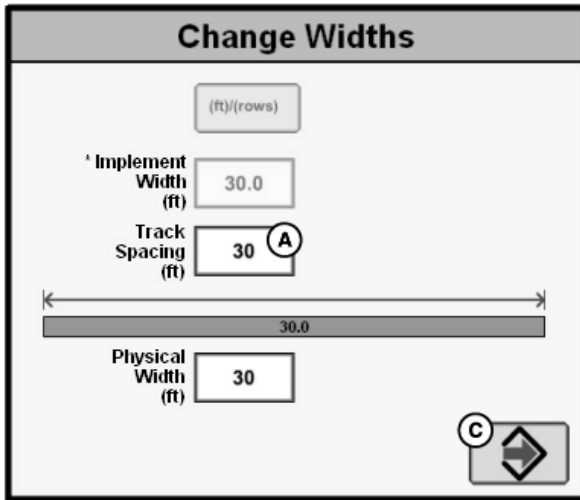 Change Widths
(ft)/(rows)
* Implement
Width
(ft)
30.0
Track
Spacing
(ft)
30
A
30.0
Physical
Width
(ft)
30
C